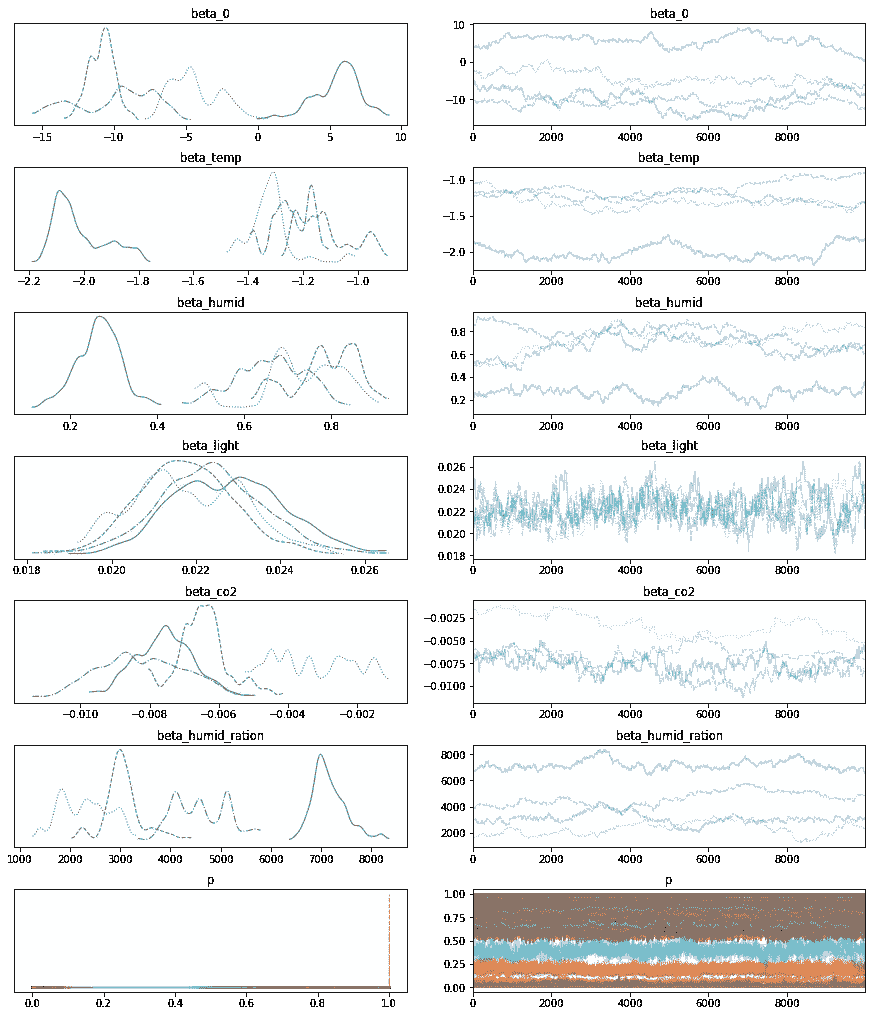 beta_0 beta_0
10
0
−10
−15 −10 −5 0 5 10 0 2000 4000 6000 8000
beta_temp beta_temp
−1.0
−1.5
−2.0
−2.2 −2.0 −1.8 −1.6 −1.4 −1.2 −1.0 0 2000 4000 6000 8000
beta_humid beta_humid
0.8
0.6
0.4
0.2
0.2 0.4 0.6 0.8 0 2000 4000 6000 8000
beta_light beta_light
0.026
0.024
0.022
0.020
0.018
0.018 0.020 0.022 0.024 0.026 0 2000 4000 6000 8000
beta_co2 beta_co2
−0.0025
−0.0050
−0.0075
−0.0100
−0.010 −0.008 −0.006 −0.004 −0.002 0 2000 4000 6000 8000
beta_humid_ration beta_humid_ration
8000
6000
4000
2000
1000 2000 3000 4000 5000 6000 7000 8000 0 2000 4000 6000 8000
p p
1.00
0.75
0.50
0.25
0.00
0.0 0.2 0.4 0.6 0.8 1.0 0 2000 4000 6000 8000